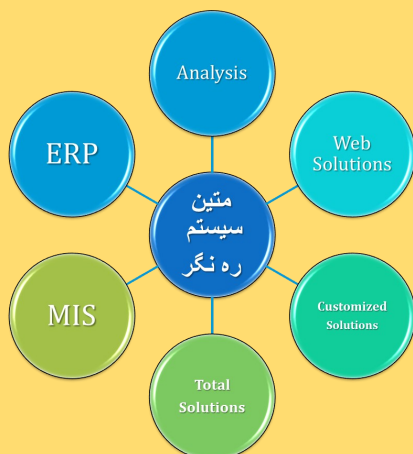 Analysis
ERP
Web
Solutions
متین
سیستم
ره نگر
MIS
Customized
Solutions
Total
Solutions